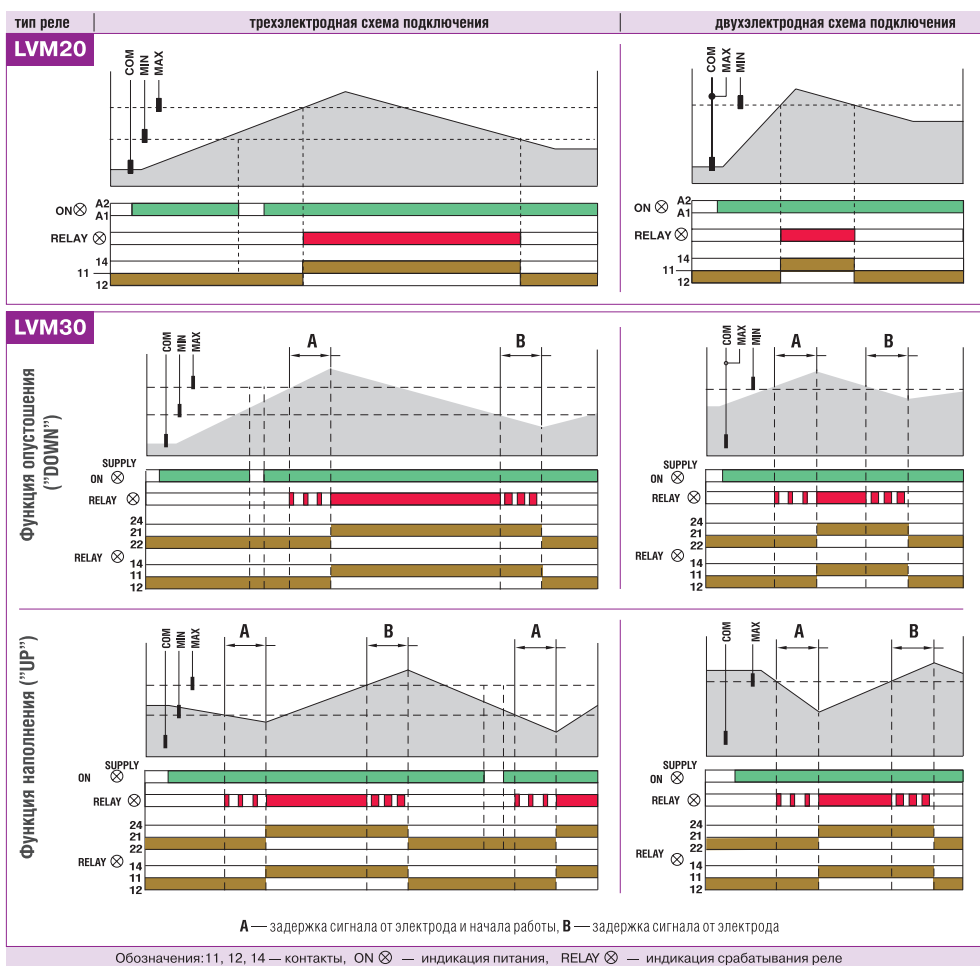 тип реле
трехэлектродная схема подключения
двухэлектродная схема подключения
LVM20
COM
MIN
MAX
ON
A2
A1
RELAY
14
11
12
COM
MAX
MIN
ON
A2
A1
RELAY
14
11
12
LVM30
Функция опустошения
("DOWN")
COM
MIN
MAX
A
B
SUPPLY
ON
RELAY
24
21
22
RELAY
14
11
12
COM
MAX
MIN
A
B
SUPPLY
ON
RELAY
24
21
22
RELAY
14
11
12
Функция наполнения ("UP")
COM
MIN
MAX
A
B
A
SUPPLY
ON
RELAY
24
21
22
RELAY
14
11
12
COM
MAX
A
B
SUPPLY
ON
RELAY
24
21
22
RELAY
14
11
12
A — задержка сигнала от электрода и начала работы, B — задержка сигнала от электрода
Обозначения: 11, 12, 14 — контакты, ON ⊗ — индикация питания, RELAY ⊗ — индикация срабатывания реле